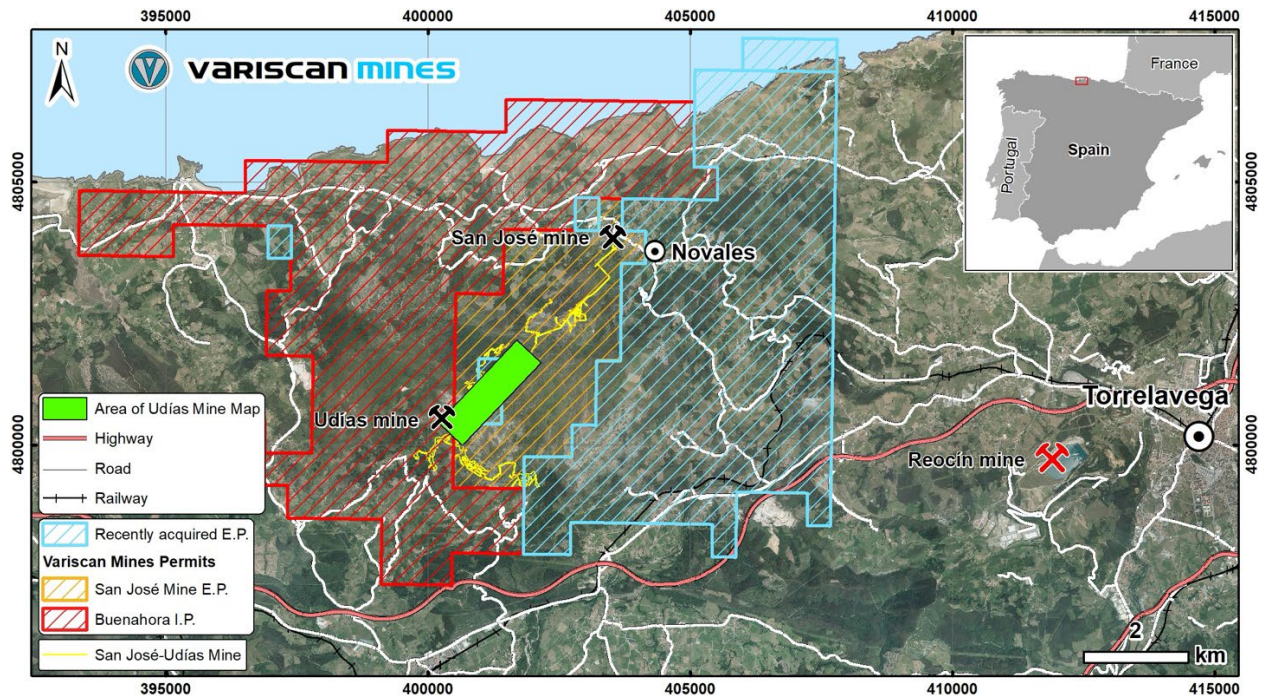 395000 400000 405000 410000 415000
N
VARISCAN MINES
France
Spain
Portugal
4805000
4805000
San José mine
Novales
Udías mine
Torrelavega
Reocín mine
4800000
4800000
Area of Udías Mine Map
Highway
Road
Railway
Recently acquired E.P.
Variscan Mines Permits
San José Mine E.P.
Buenahora I.P.
San José-Udías Mine
2
km
395000 400000 405000 410000 415000